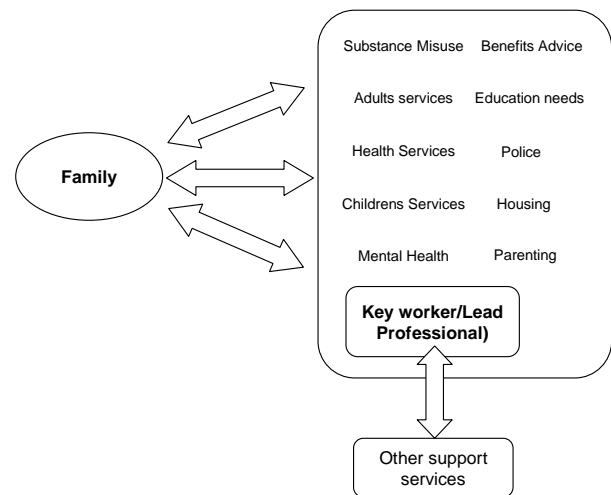 Family
Substance Misuse
Benefits Advice
Adults services
Education needs
Health Services
Police
Childrens Services
Housing
Mental Health
Parenting
Key worker/Lead
Professional)
Other support
services